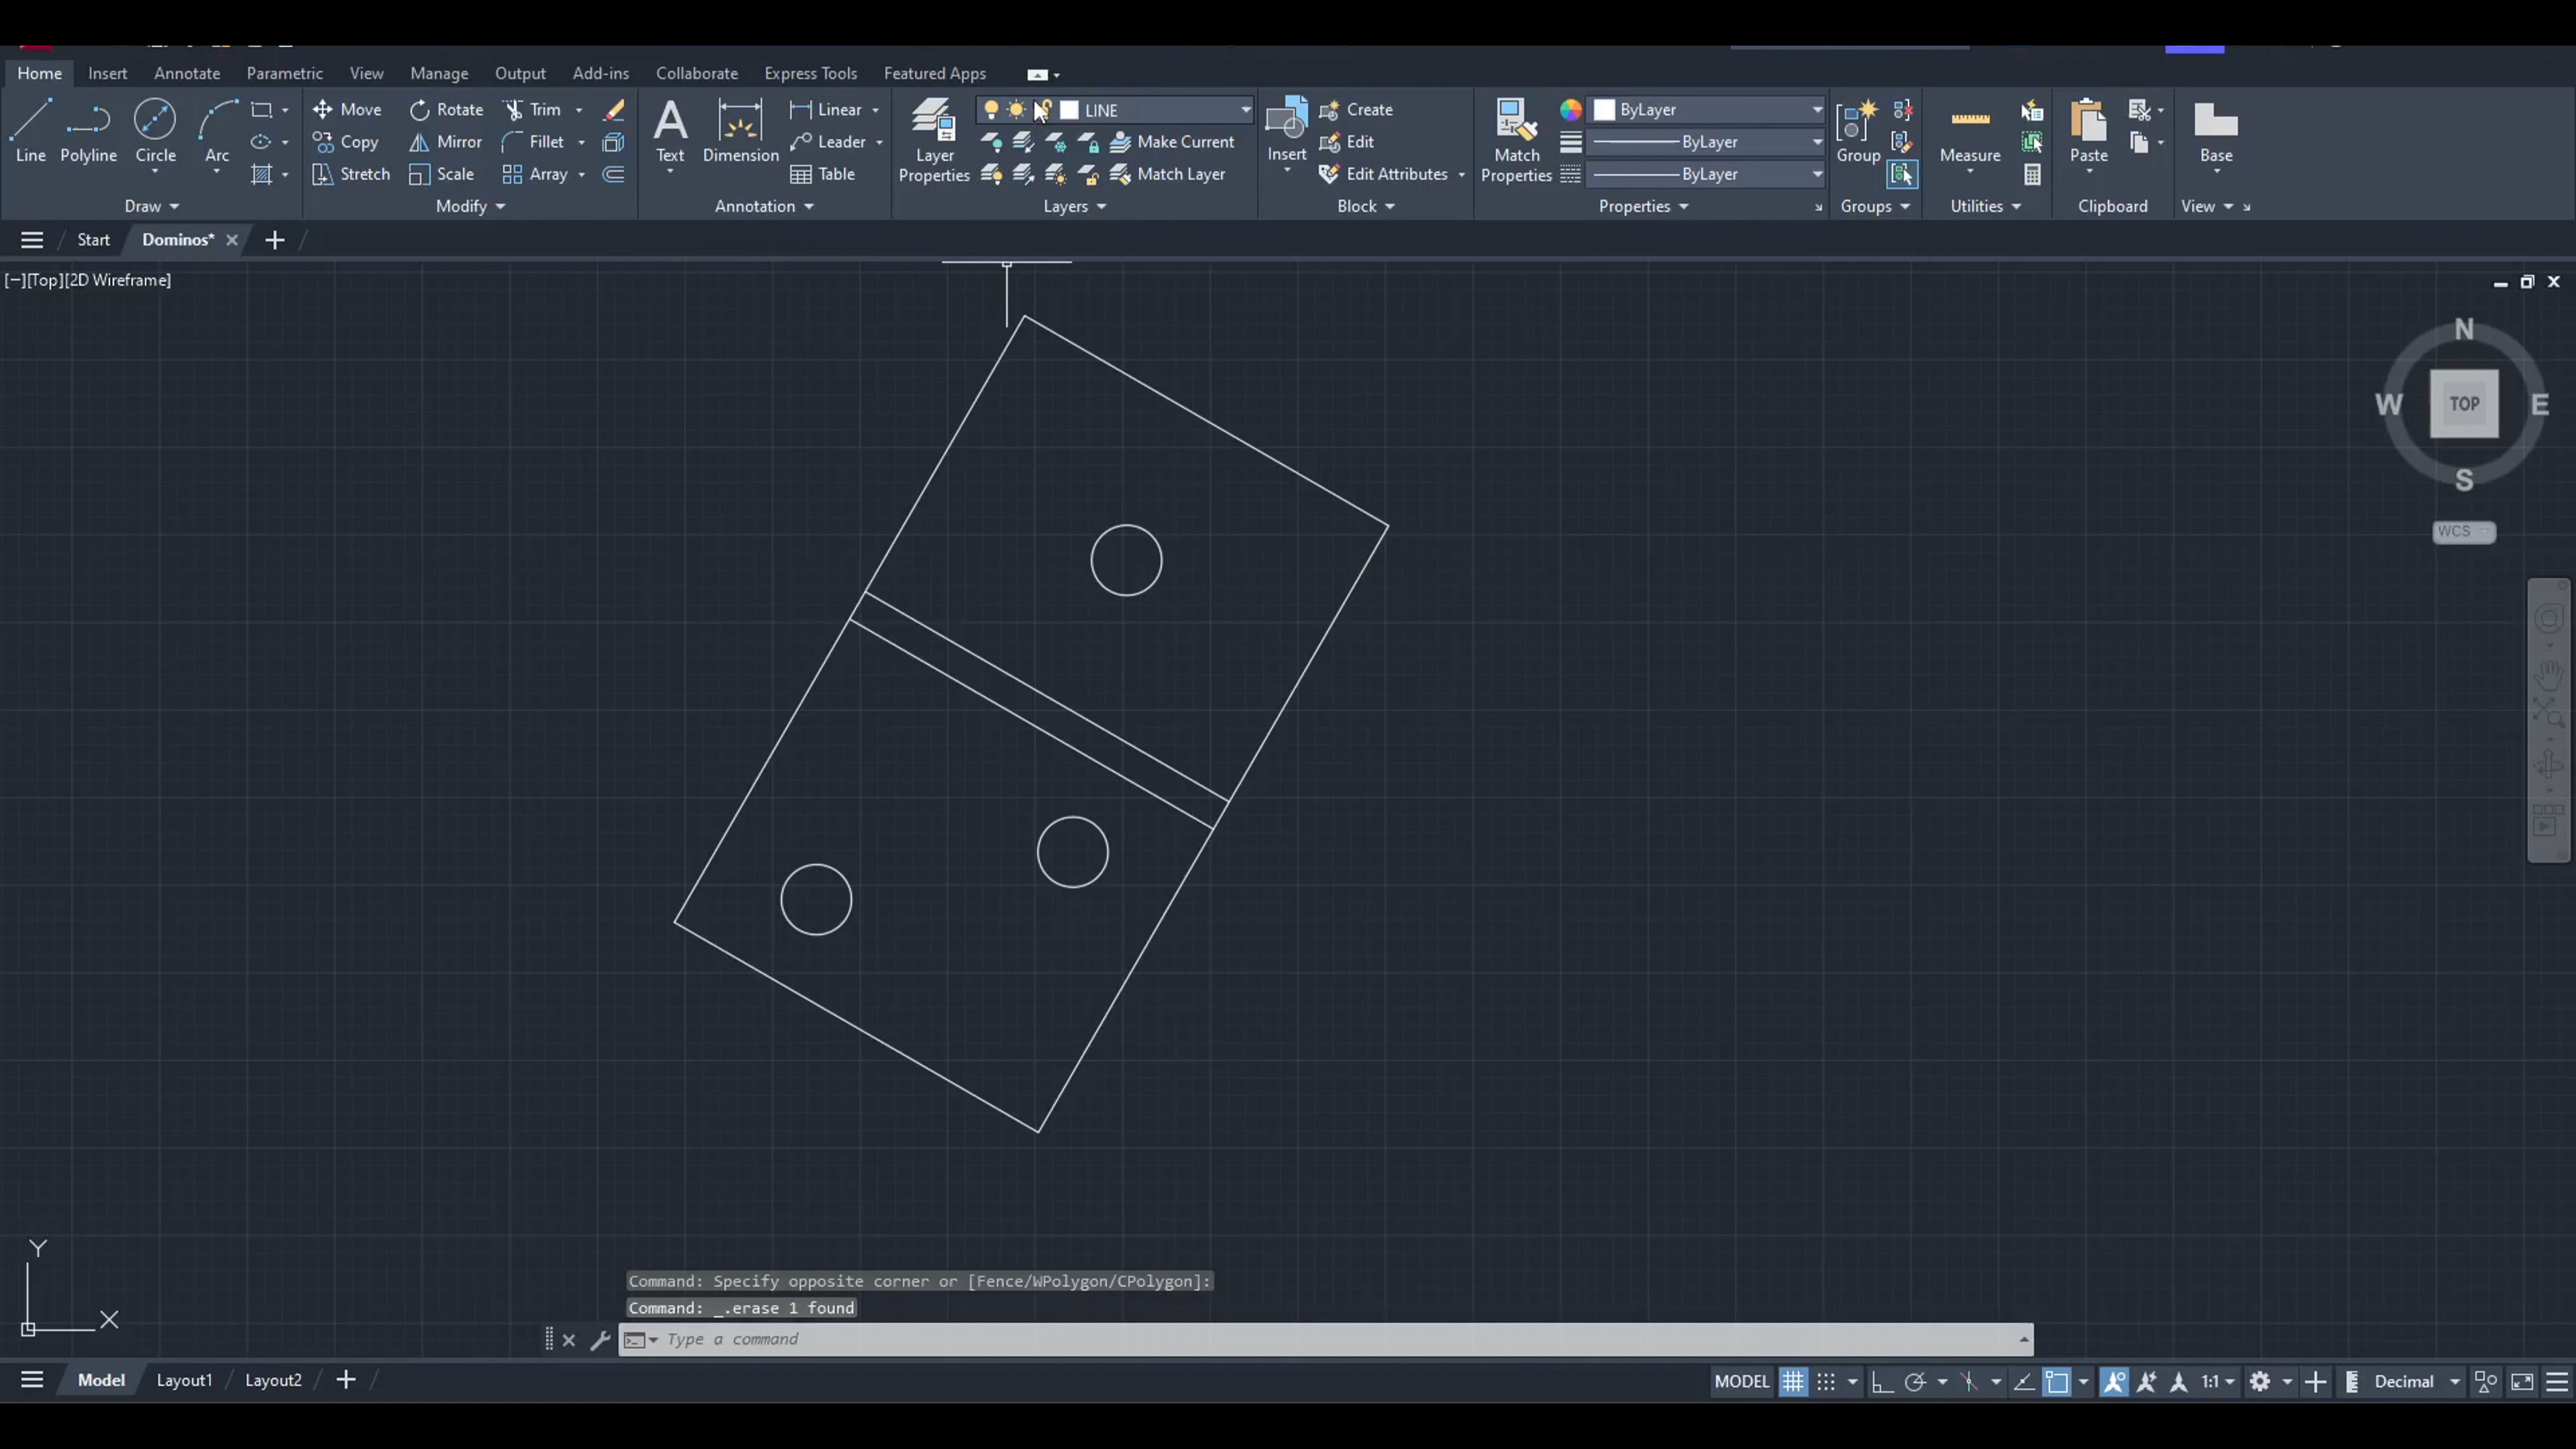 Home Insert Annotate Parametric View Manage Output Add-ins Collaborate Express Tools Featured Apps
Line Polyline Circle Arc
Draw
Move Rotate Trim
Copy Mirror Fillet
Stretch Scale Array
Modify
Text Dimension
Linear
Leader
Table
Annotation
Layer Properties
LINE
Make Current
Match Layer
Layers
Insert
Create
Edit
Edit Attributes
Block
Match Properties
ByLayer
ByLayer
ByLayer
Properties
Group
Groups
Measure
Utilities
Paste
Clipboard
Base
View
Start Dominos*
[−][Top][2D Wireframe]
N
W TOP E
S
WCS
Y
X
Command: Specify opposite corner or [Fence/WPolygon/CPolygon]:
Command: _.erase 1 found
Type a command
Model Layout1 Layout2
MODEL 1:1 Decimal